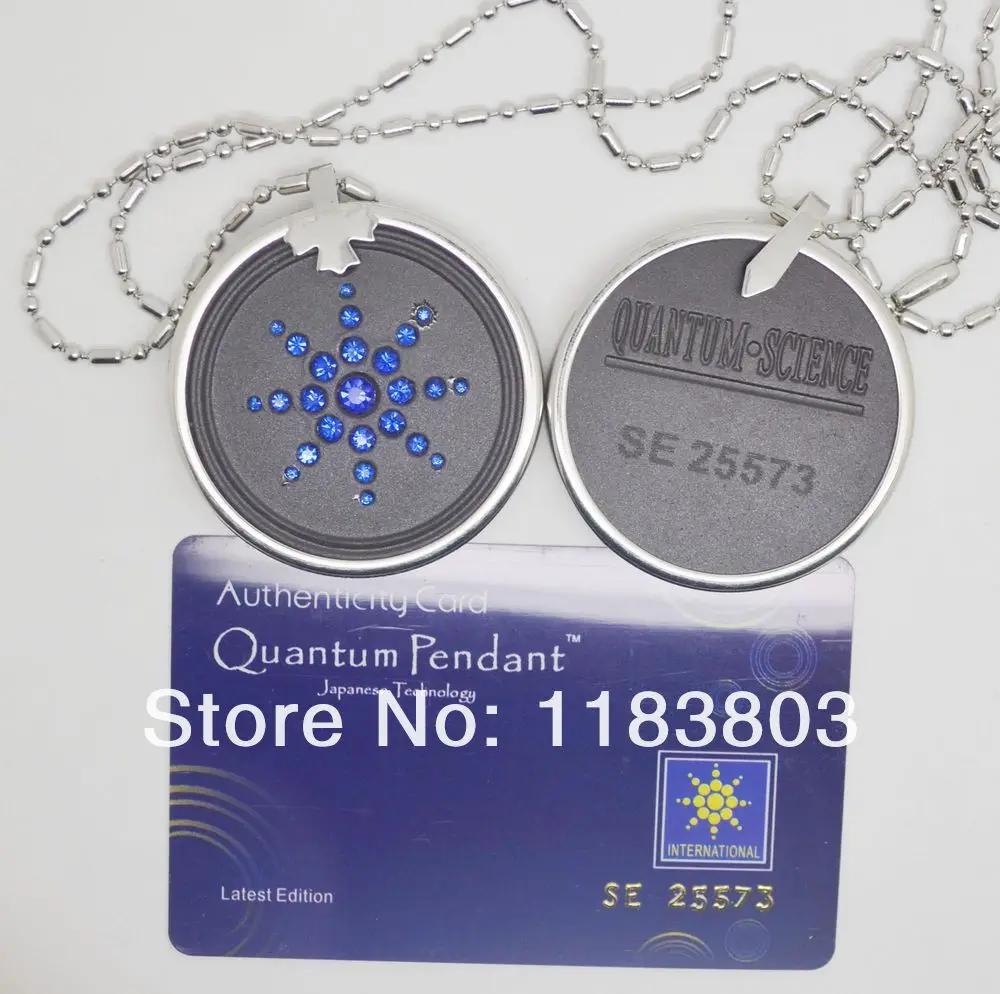 QUANTUM·SCIENCE
SE 25573
Authenticity Card
Quantum Pendant™
Japanese Technology
Store No: 1183803
INTERNATIONAL
Latest Edition
SE 25573